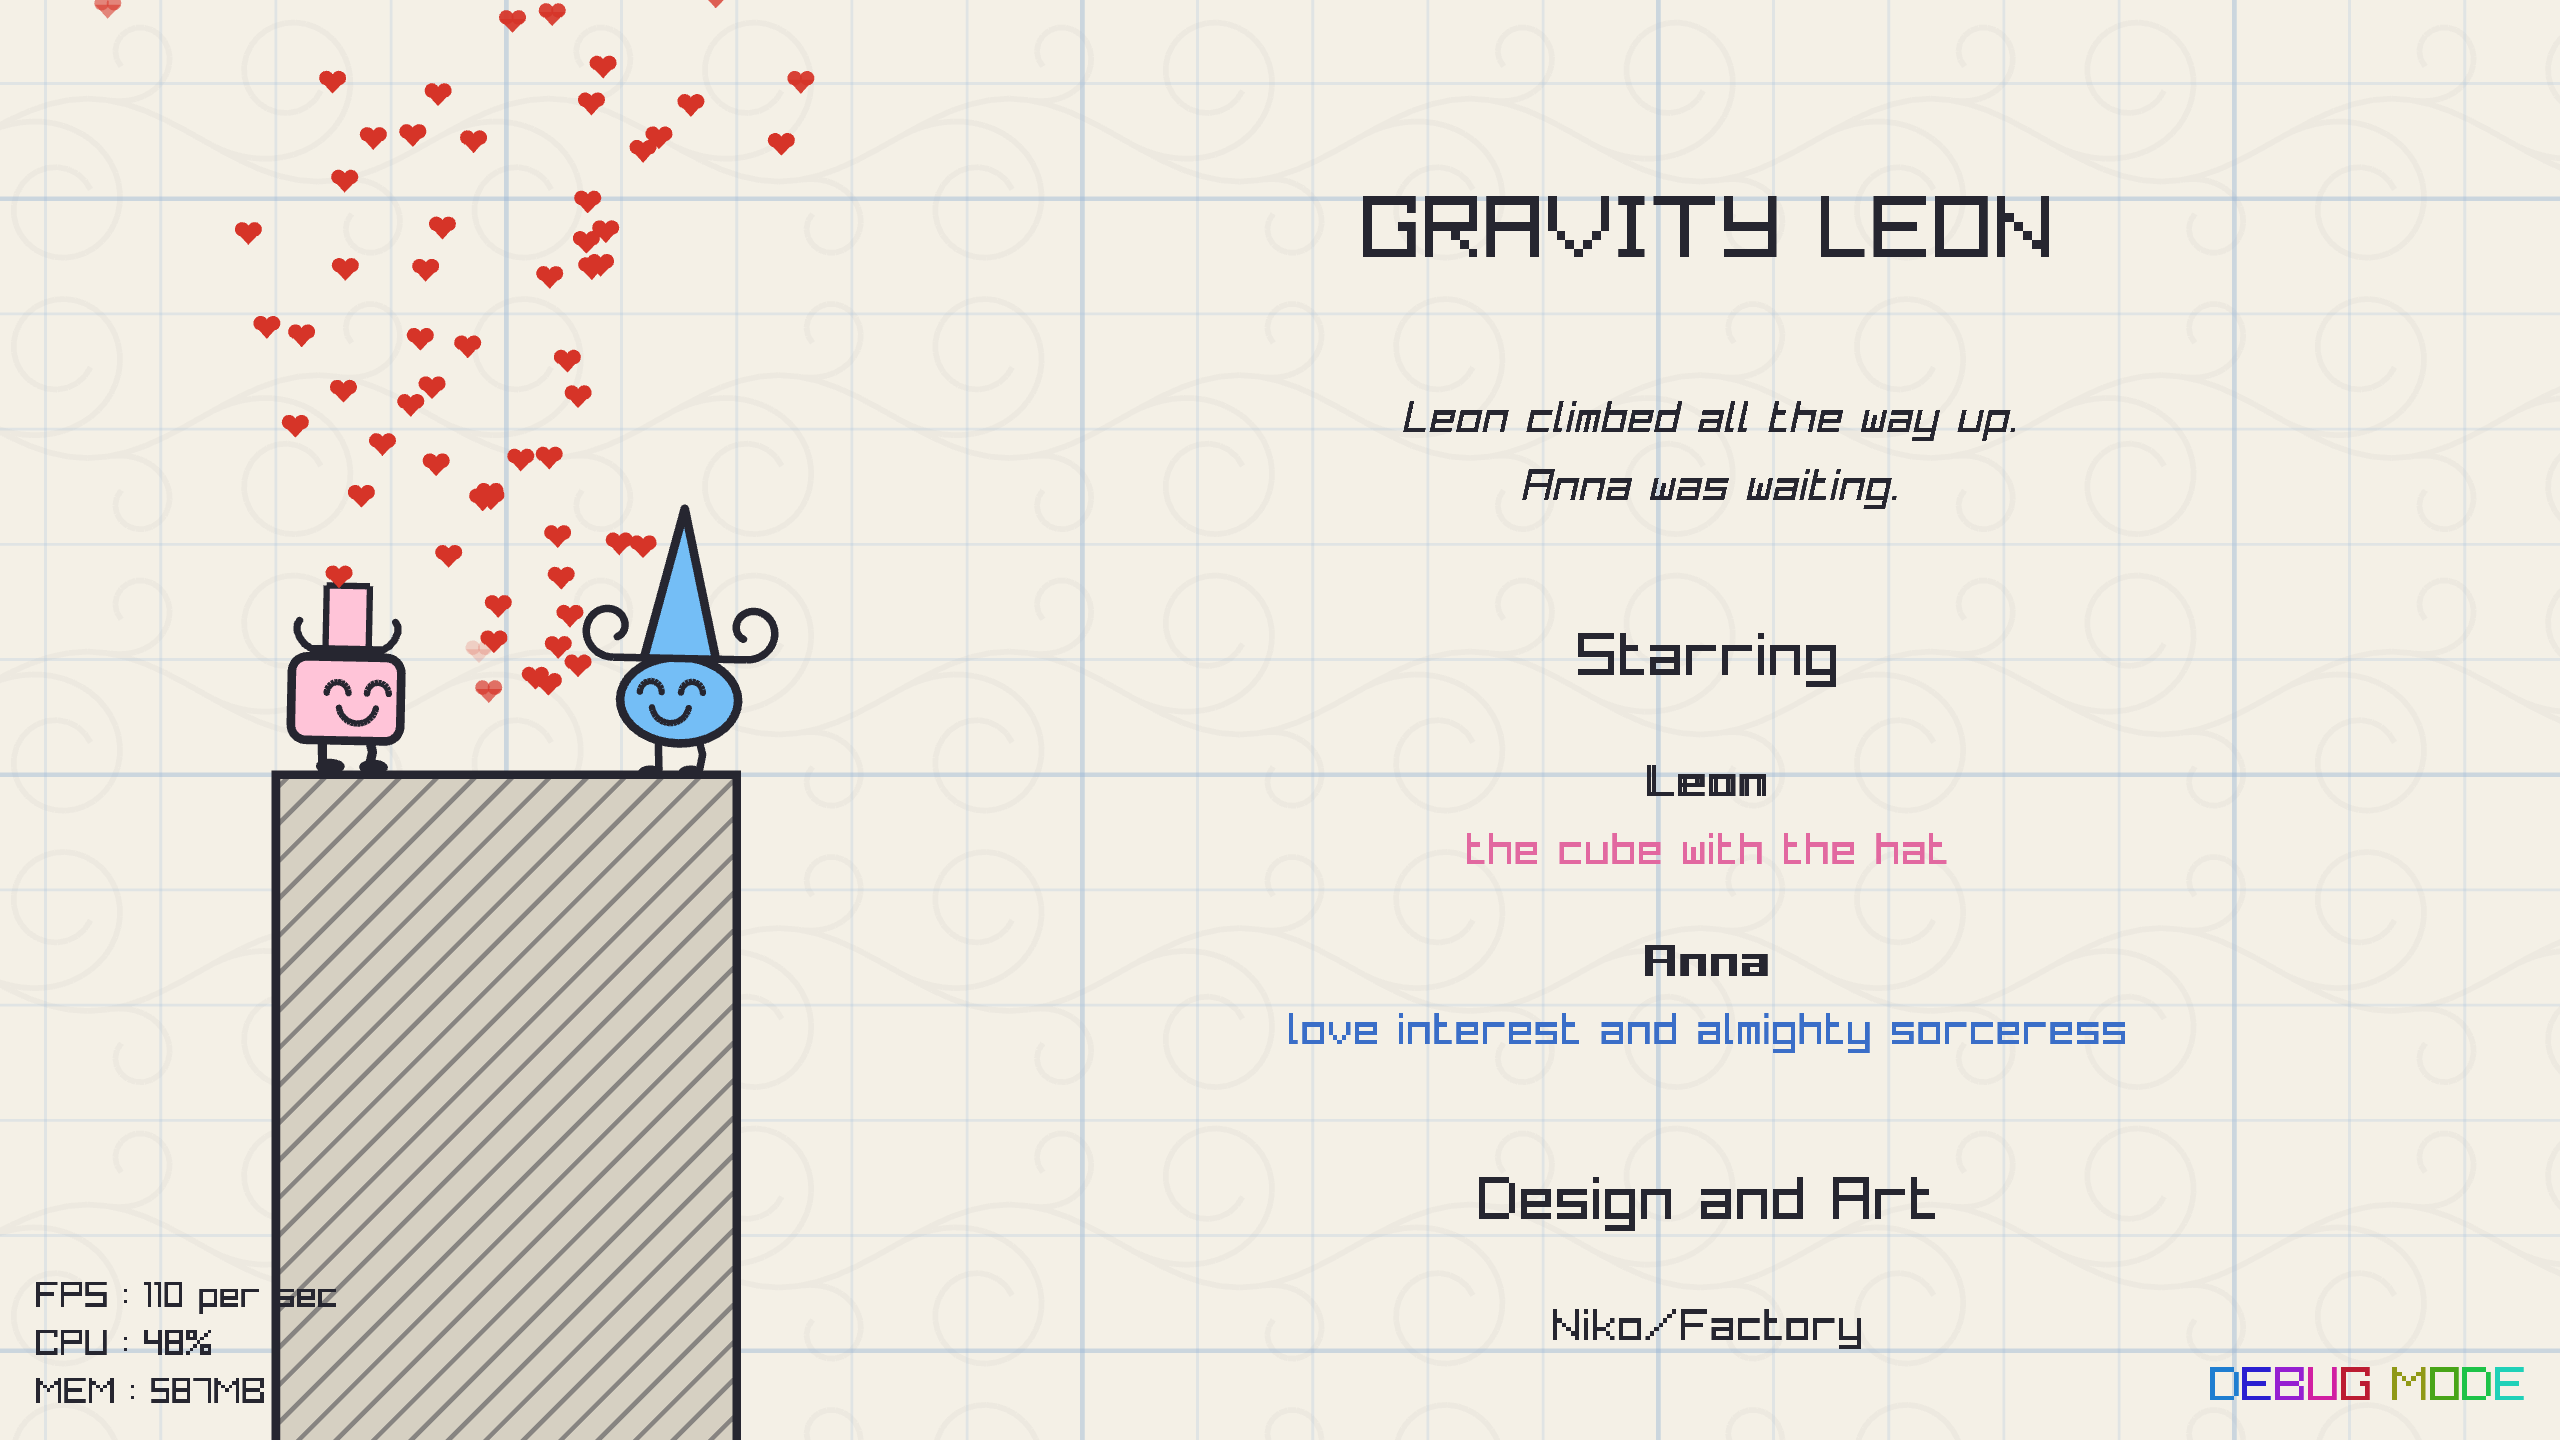 GRAVITY LEON
Leon climbed all the way up.
Anna was waiting.
Starring
Leon
the cube with the hat
Anna
love interest and almighty sorceress
Design and Art
Niko/Factory
FPS : 110 per sec
CPU : 48%
MEM : 587MB
DEBUG MODE